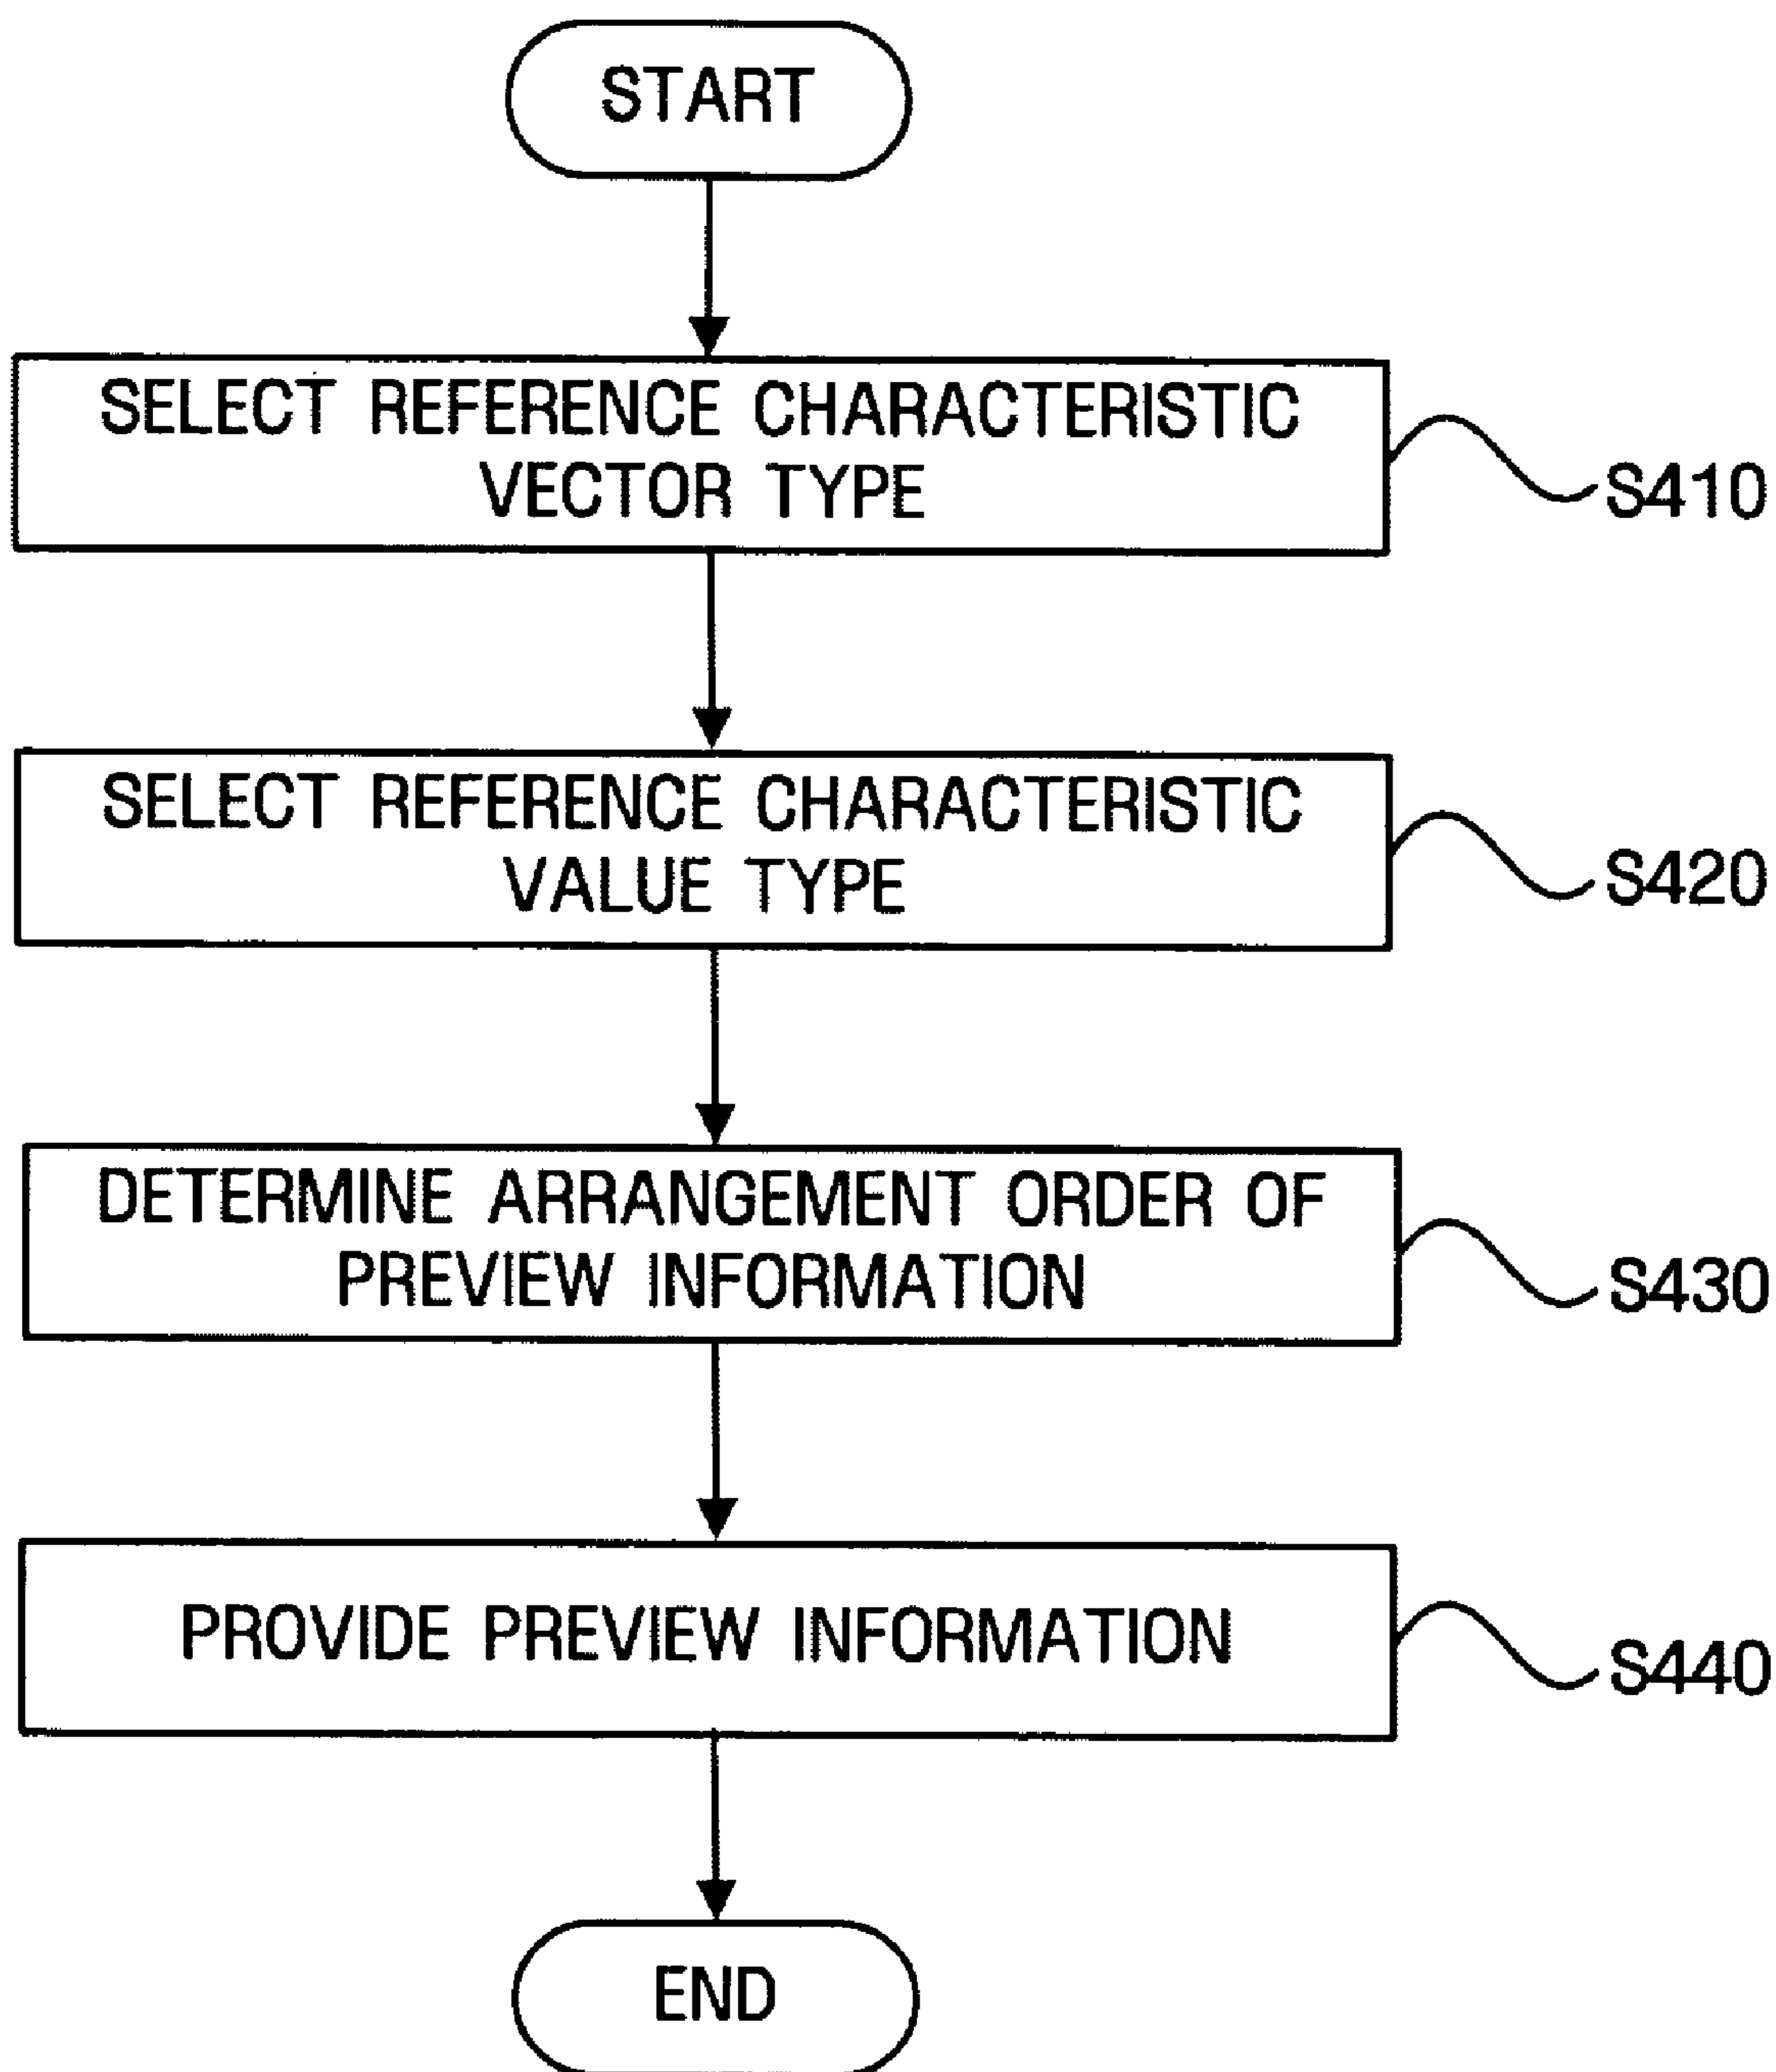 START
SELECT REFERENCE CHARACTERISTIC
VECTOR TYPE
S410
SELECT REFERENCE CHARACTERISTIC
VALUE TYPE
S420
DETERMINE ARRANGEMENT ORDER OF
PREVIEW INFORMATION
S430
PROVIDE PREVIEW INFORMATION
S440
END